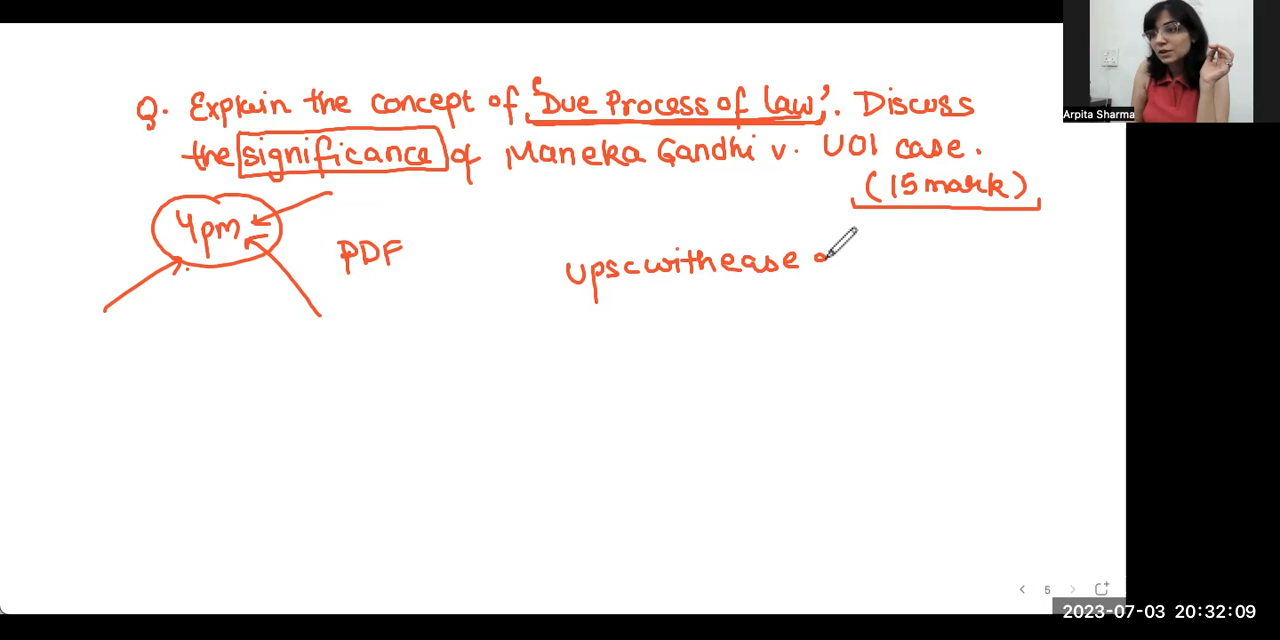 Q. Explain the concept of 'Due Process of law'. Discuss
the significance of Maneka Gandhi v. UOI case.
(15 mark)
4pm
PDF
upscwithease
Arpita Sharma
5
2023-07-03 20:32:09